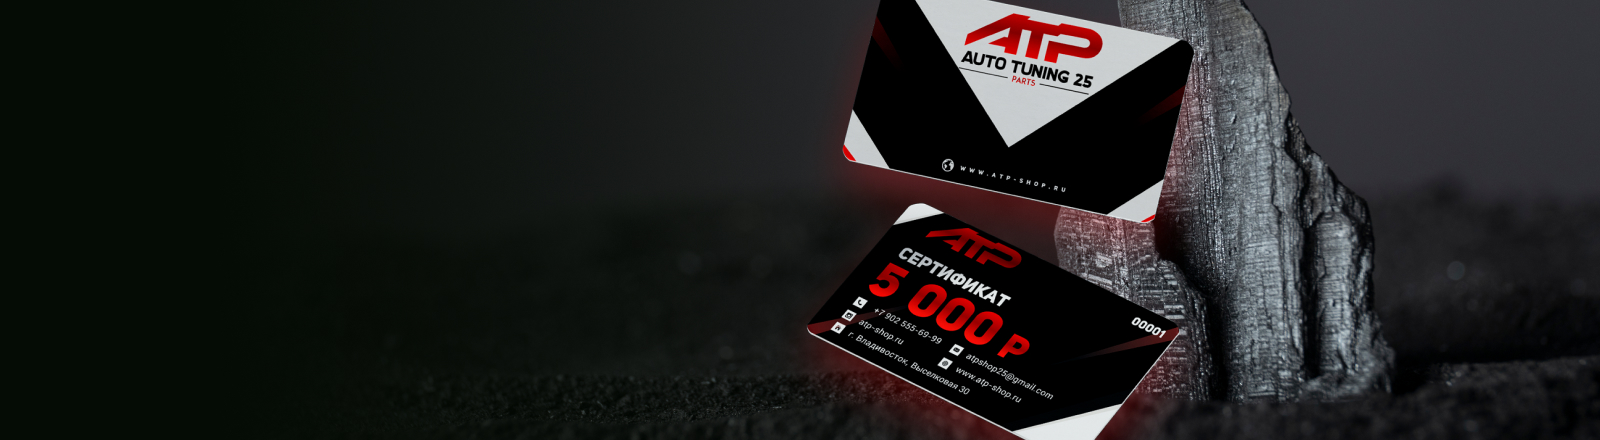 ATP
AUTO TUNING 25
PARTS
WWW.ATP-SHOP.RU
ATP
СЕРТИФИКАТ
5 000 Р
00001
+7 902 555-69-99
atp-shop.ru
г. Владивосток, Выселковая 30
atpshop25@gmail.com
www.atp-shop.ru